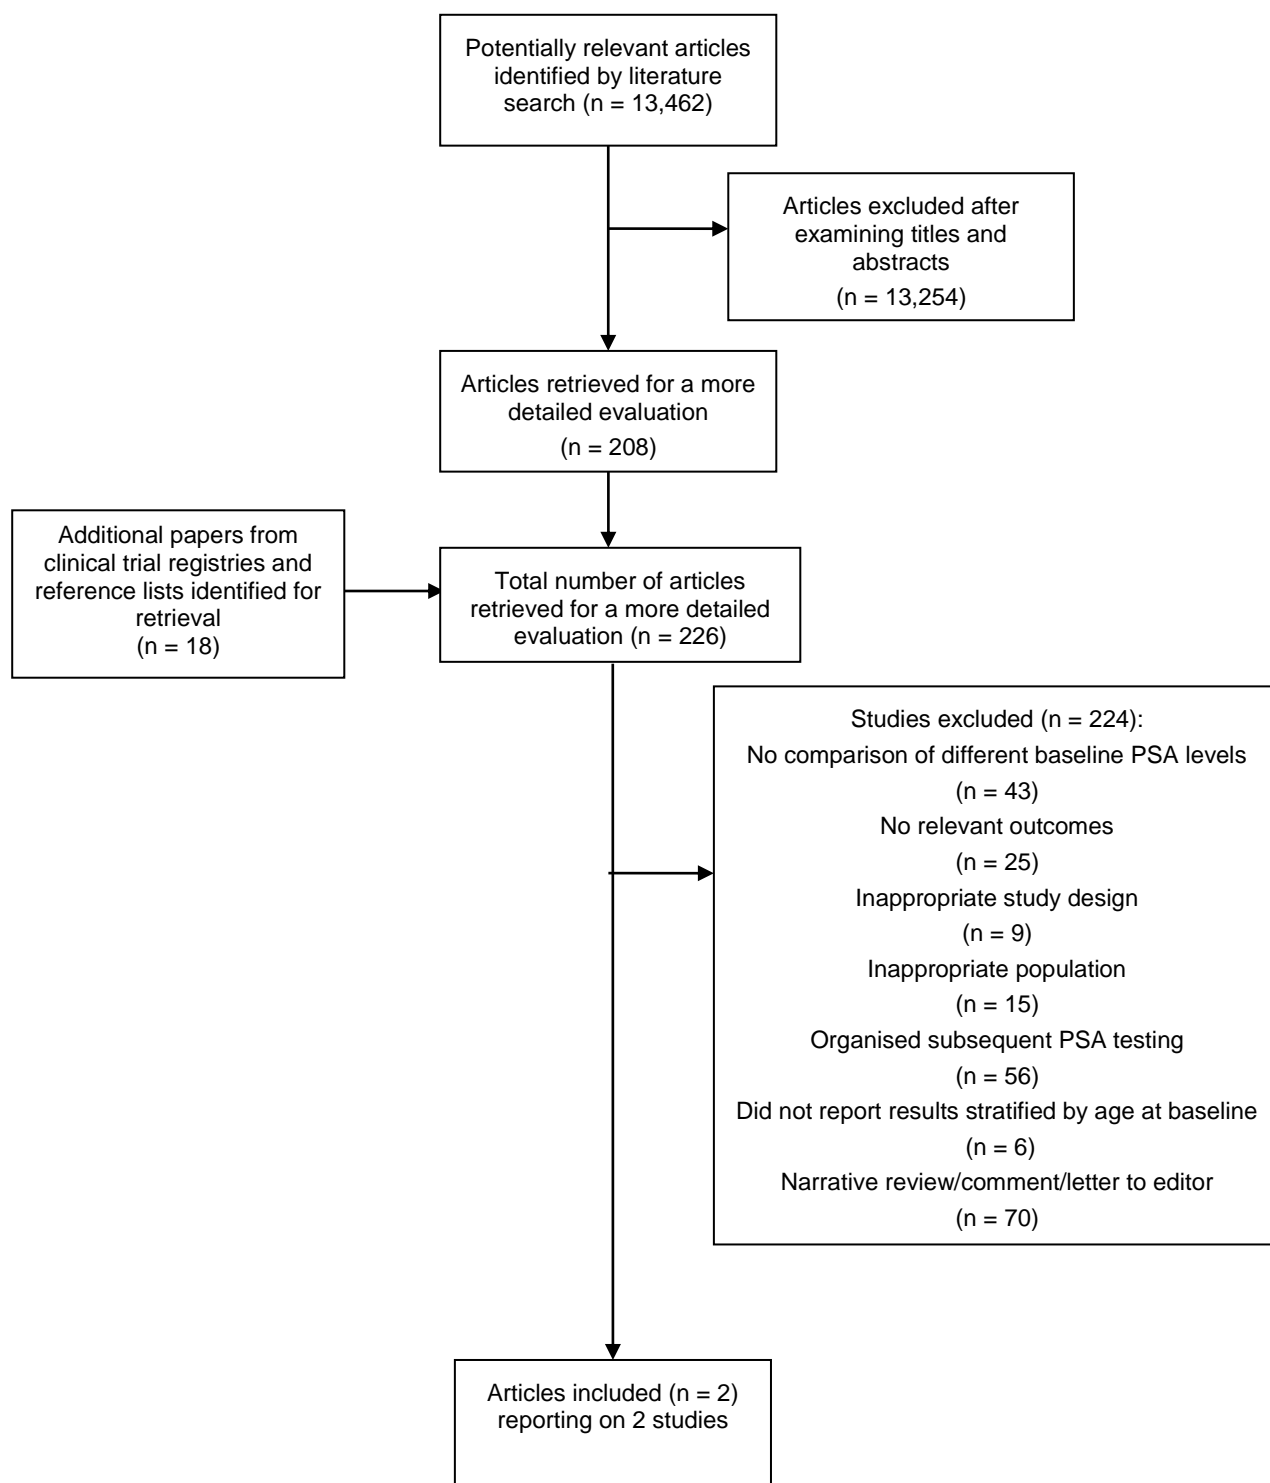 Potentially relevant articles
identified by literature
search (n = 13,462)
Articles excluded after
examining titles and
abstracts
(n = 13,254)
Articles retrieved for a more
detailed evaluation
(n = 208)
Additional papers from
clinical trial registries and
reference lists identified for
retrieval
(n = 18)
Total number of articles
retrieved for a more detailed
evaluation (n = 226)
Studies excluded (n = 224):
No comparison of different baseline PSA levels
(n = 43)
No relevant outcomes
(n = 25)
Inappropriate study design
(n = 9)
Inappropriate population
(n = 15)
Organised subsequent PSA testing
(n = 56)
Did not report results stratified by age at baseline
(n = 6)
Narrative review/comment/letter to editor
(n = 70)
Articles included (n = 2)
reporting on 2 studies